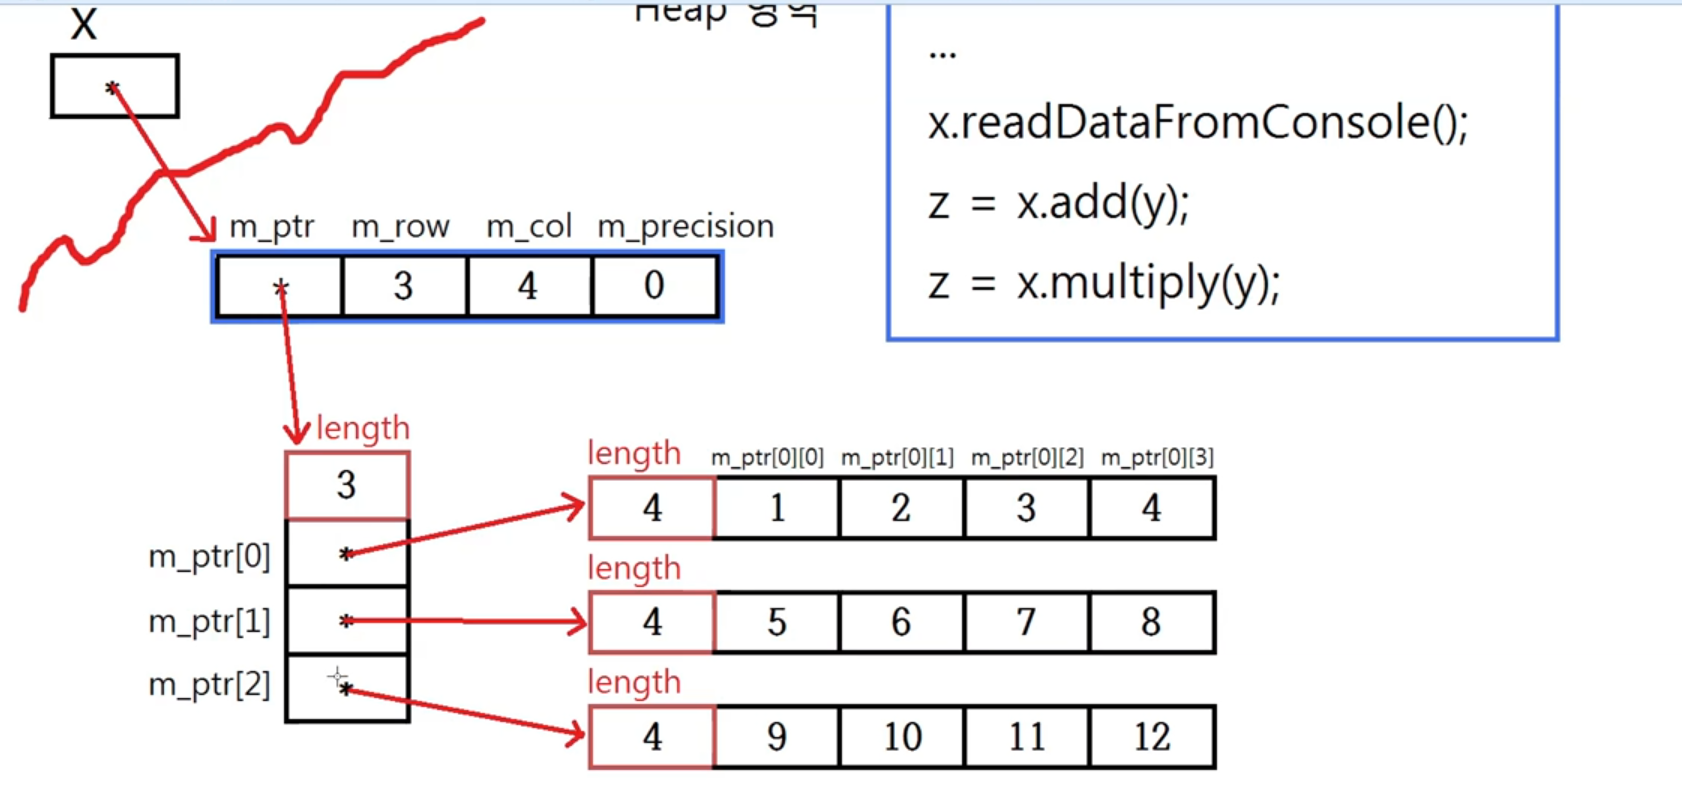 X
Heap 영역
...
x.readDataFromConsole();
z = x.add(y);
z = x.multiply(y);
*
m_ptr m_row m_col m_precision
* 3 4 0
length
3
m_ptr[0] *
m_ptr[1] *
m_ptr[2] *
length m_ptr[0][0] m_ptr[0][1] m_ptr[0][2] m_ptr[0][3]
4 1 2 3 4
length
4 5 6 7 8
length
4 9 10 11 12